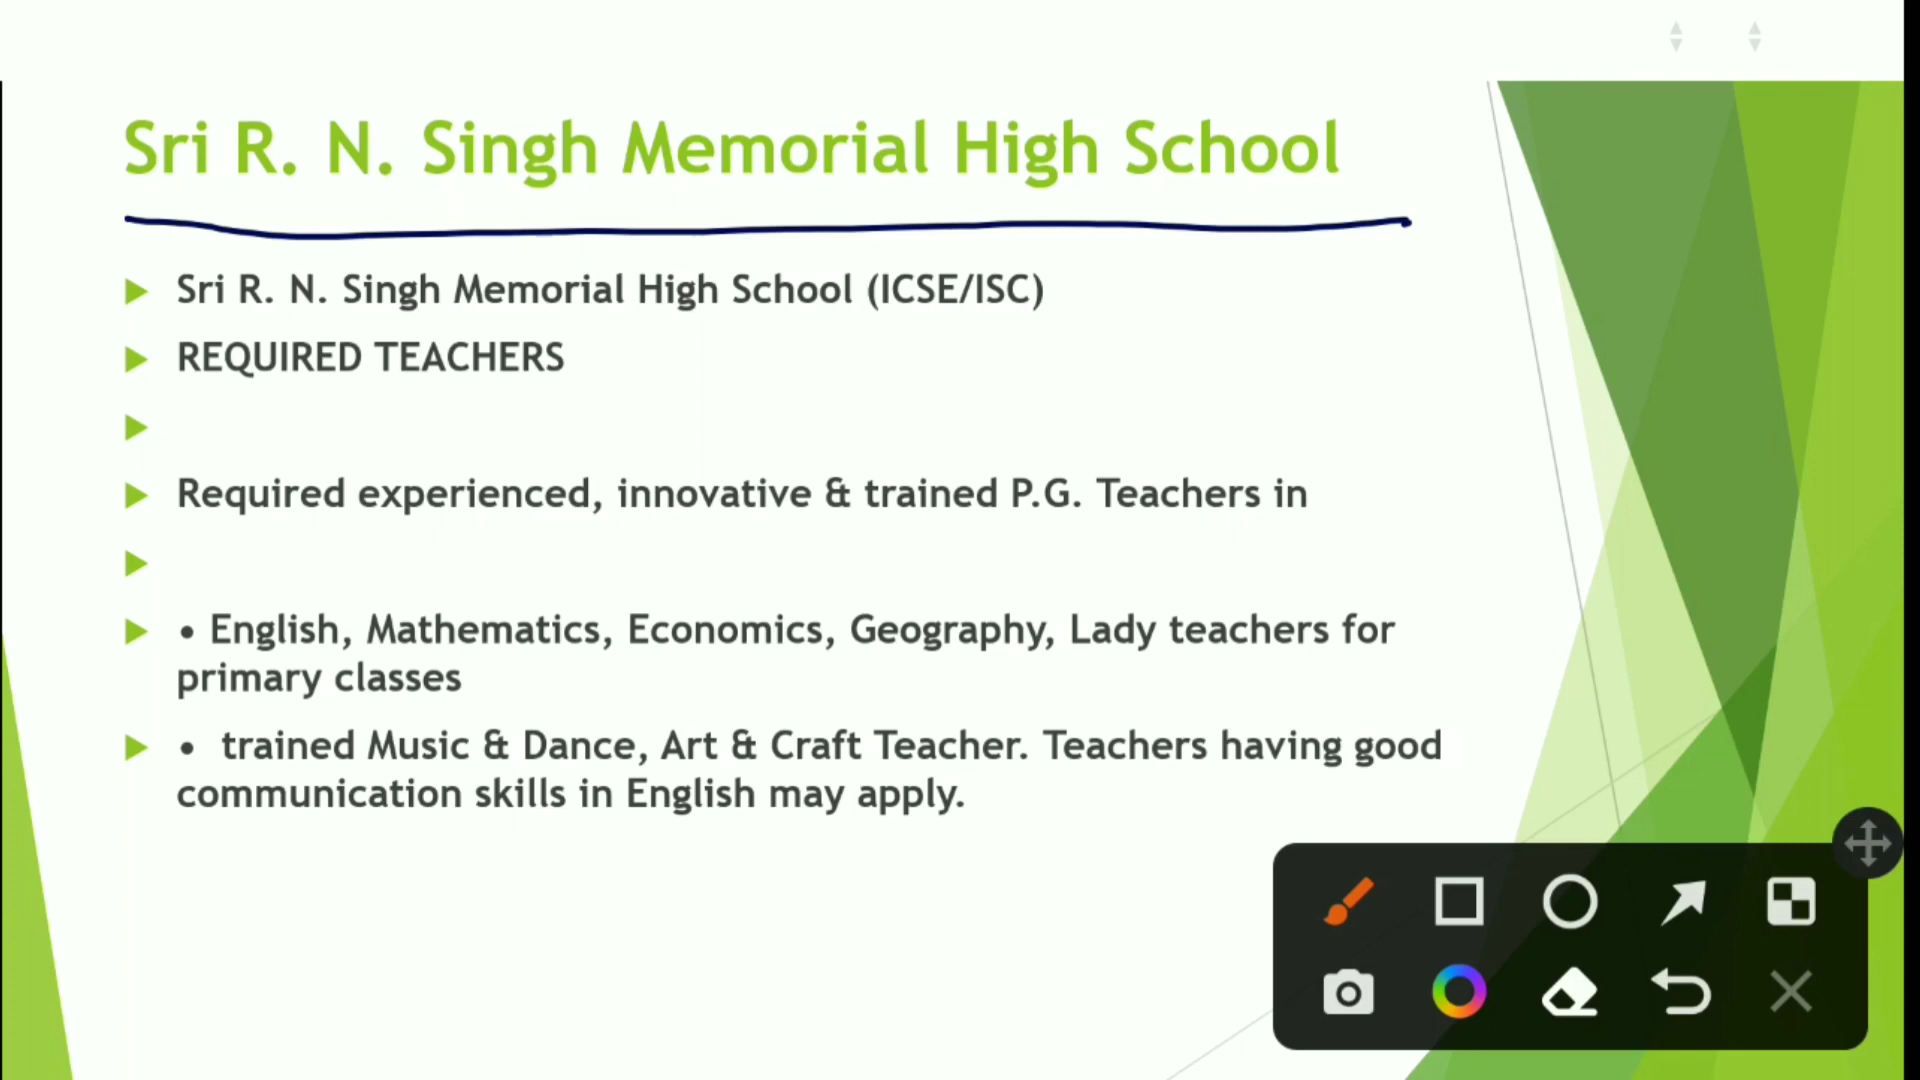 Sri R. N. Singh Memorial High School
Sri R. N. Singh Memorial High School (ICSE/ISC)
REQUIRED TEACHERS
Required experienced, innovative & trained P.G. Teachers in
• English, Mathematics, Economics, Geography, Lady teachers for
primary classes
• trained Music & Dance, Art & Craft Teacher. Teachers having good
communication skills in English may apply.